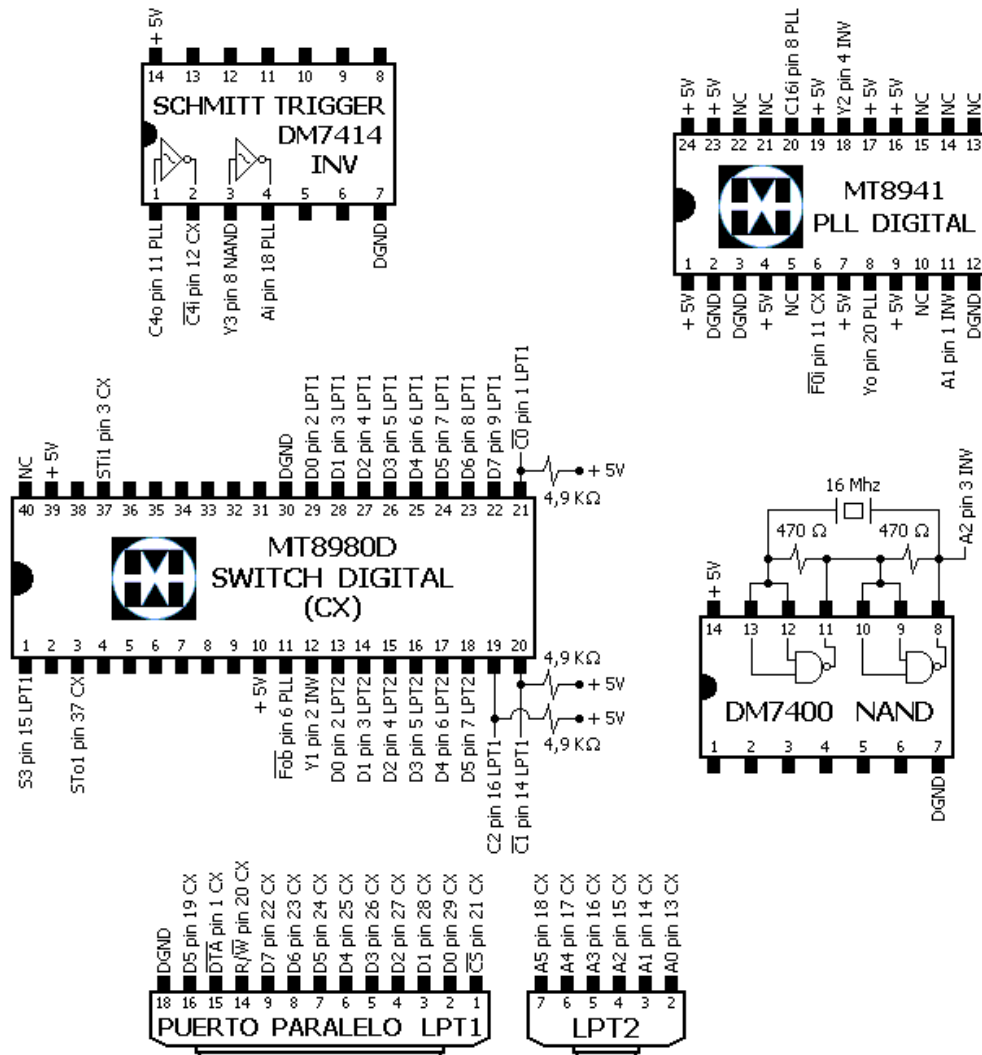 + 5V
14 13 12 11 10 9 8
SCHMITT TRIGGER
DM7414
INV
1 2 3 4 5 6 7
C4o pin 11 PLL
C4i pin 12 CX
Y3 pin 8 NAND
Ai pin 18 PLL
DGND
+ 5V
+ 5V
NC
NC
C16i pin 8 PLL
+ 5V
Y2 pin 4 INV
+ 5V
+ 5V
NC
NC
NC
24 23 22 21 20 19 18 17 16 15 14 13
MT8941
PLL DIGITAL
1 2 3 4 5 6 7 8 9 10 11 12
+ 5V
DGND
DGND
+ 5V
NC
F0i pin 11 CX
+ 5V
Yo pin 20 PLL
+ 5V
NC
A1 pin 1 INV
DGND
NC
+ 5V
STi1 pin 3 CX
DGND
D0 pin 2 LPT1
D1 pin 3 LPT1
D2 pin 4 LPT1
D3 pin 5 LPT1
D4 pin 6 LPT1
D5 pin 7 LPT1
D6 pin 8 LPT1
D7 pin 9 LPT1
C0 pin 1 LPT1
+ 5V
4,9 KΩ
40 39 38 37 36 35 34 33 32 31 30 29 28 27 26 25 24 23 22 21
MT8980D
SWITCH DIGITAL
(CX)
1 2 3 4 5 6 7 8 9 10 11 12 13 14 15 16 17 18 19 20
S3 pin 15 LPT1
STo1 pin 37 CX
+ 5V
Fob pin 6 PLL
Y1 pin 2 INV
D0 pin 2 LPT2
D1 pin 3 LPT2
D2 pin 4 LPT2
D3 pin 5 LPT2
D4 pin 6 LPT2
D5 pin 7 LPT2
C2 pin 16 LPT1
C1 pin 14 LPT1
4,9 KΩ
+ 5V
+ 5V
4,9 KΩ
16 Mhz
470 Ω
470 Ω
A2 pin 3 INV
+ 5V
14 13 12 11 10 9 8
DM7400 NAND
1 2 3 4 5 6 7
DGND
DGND
D5 pin 19 CX
DTA pin 1 CX
R/W pin 20 CX
D7 pin 22 CX
D6 pin 23 CX
D5 pin 24 CX
D4 pin 25 CX
D3 pin 26 CX
D2 pin 27 CX
D1 pin 28 CX
D0 pin 29 CX
CS pin 21 CX
18 16 15 14 9 8 7 6 5 4 3 2 1
PUERTO PARALELO LPT1
A5 pin 18 CX
A4 pin 17 CX
A3 pin 16 CX
A2 pin 15 CX
A1 pin 14 CX
A0 pin 13 CX
7 6 5 4 3 2
LPT2